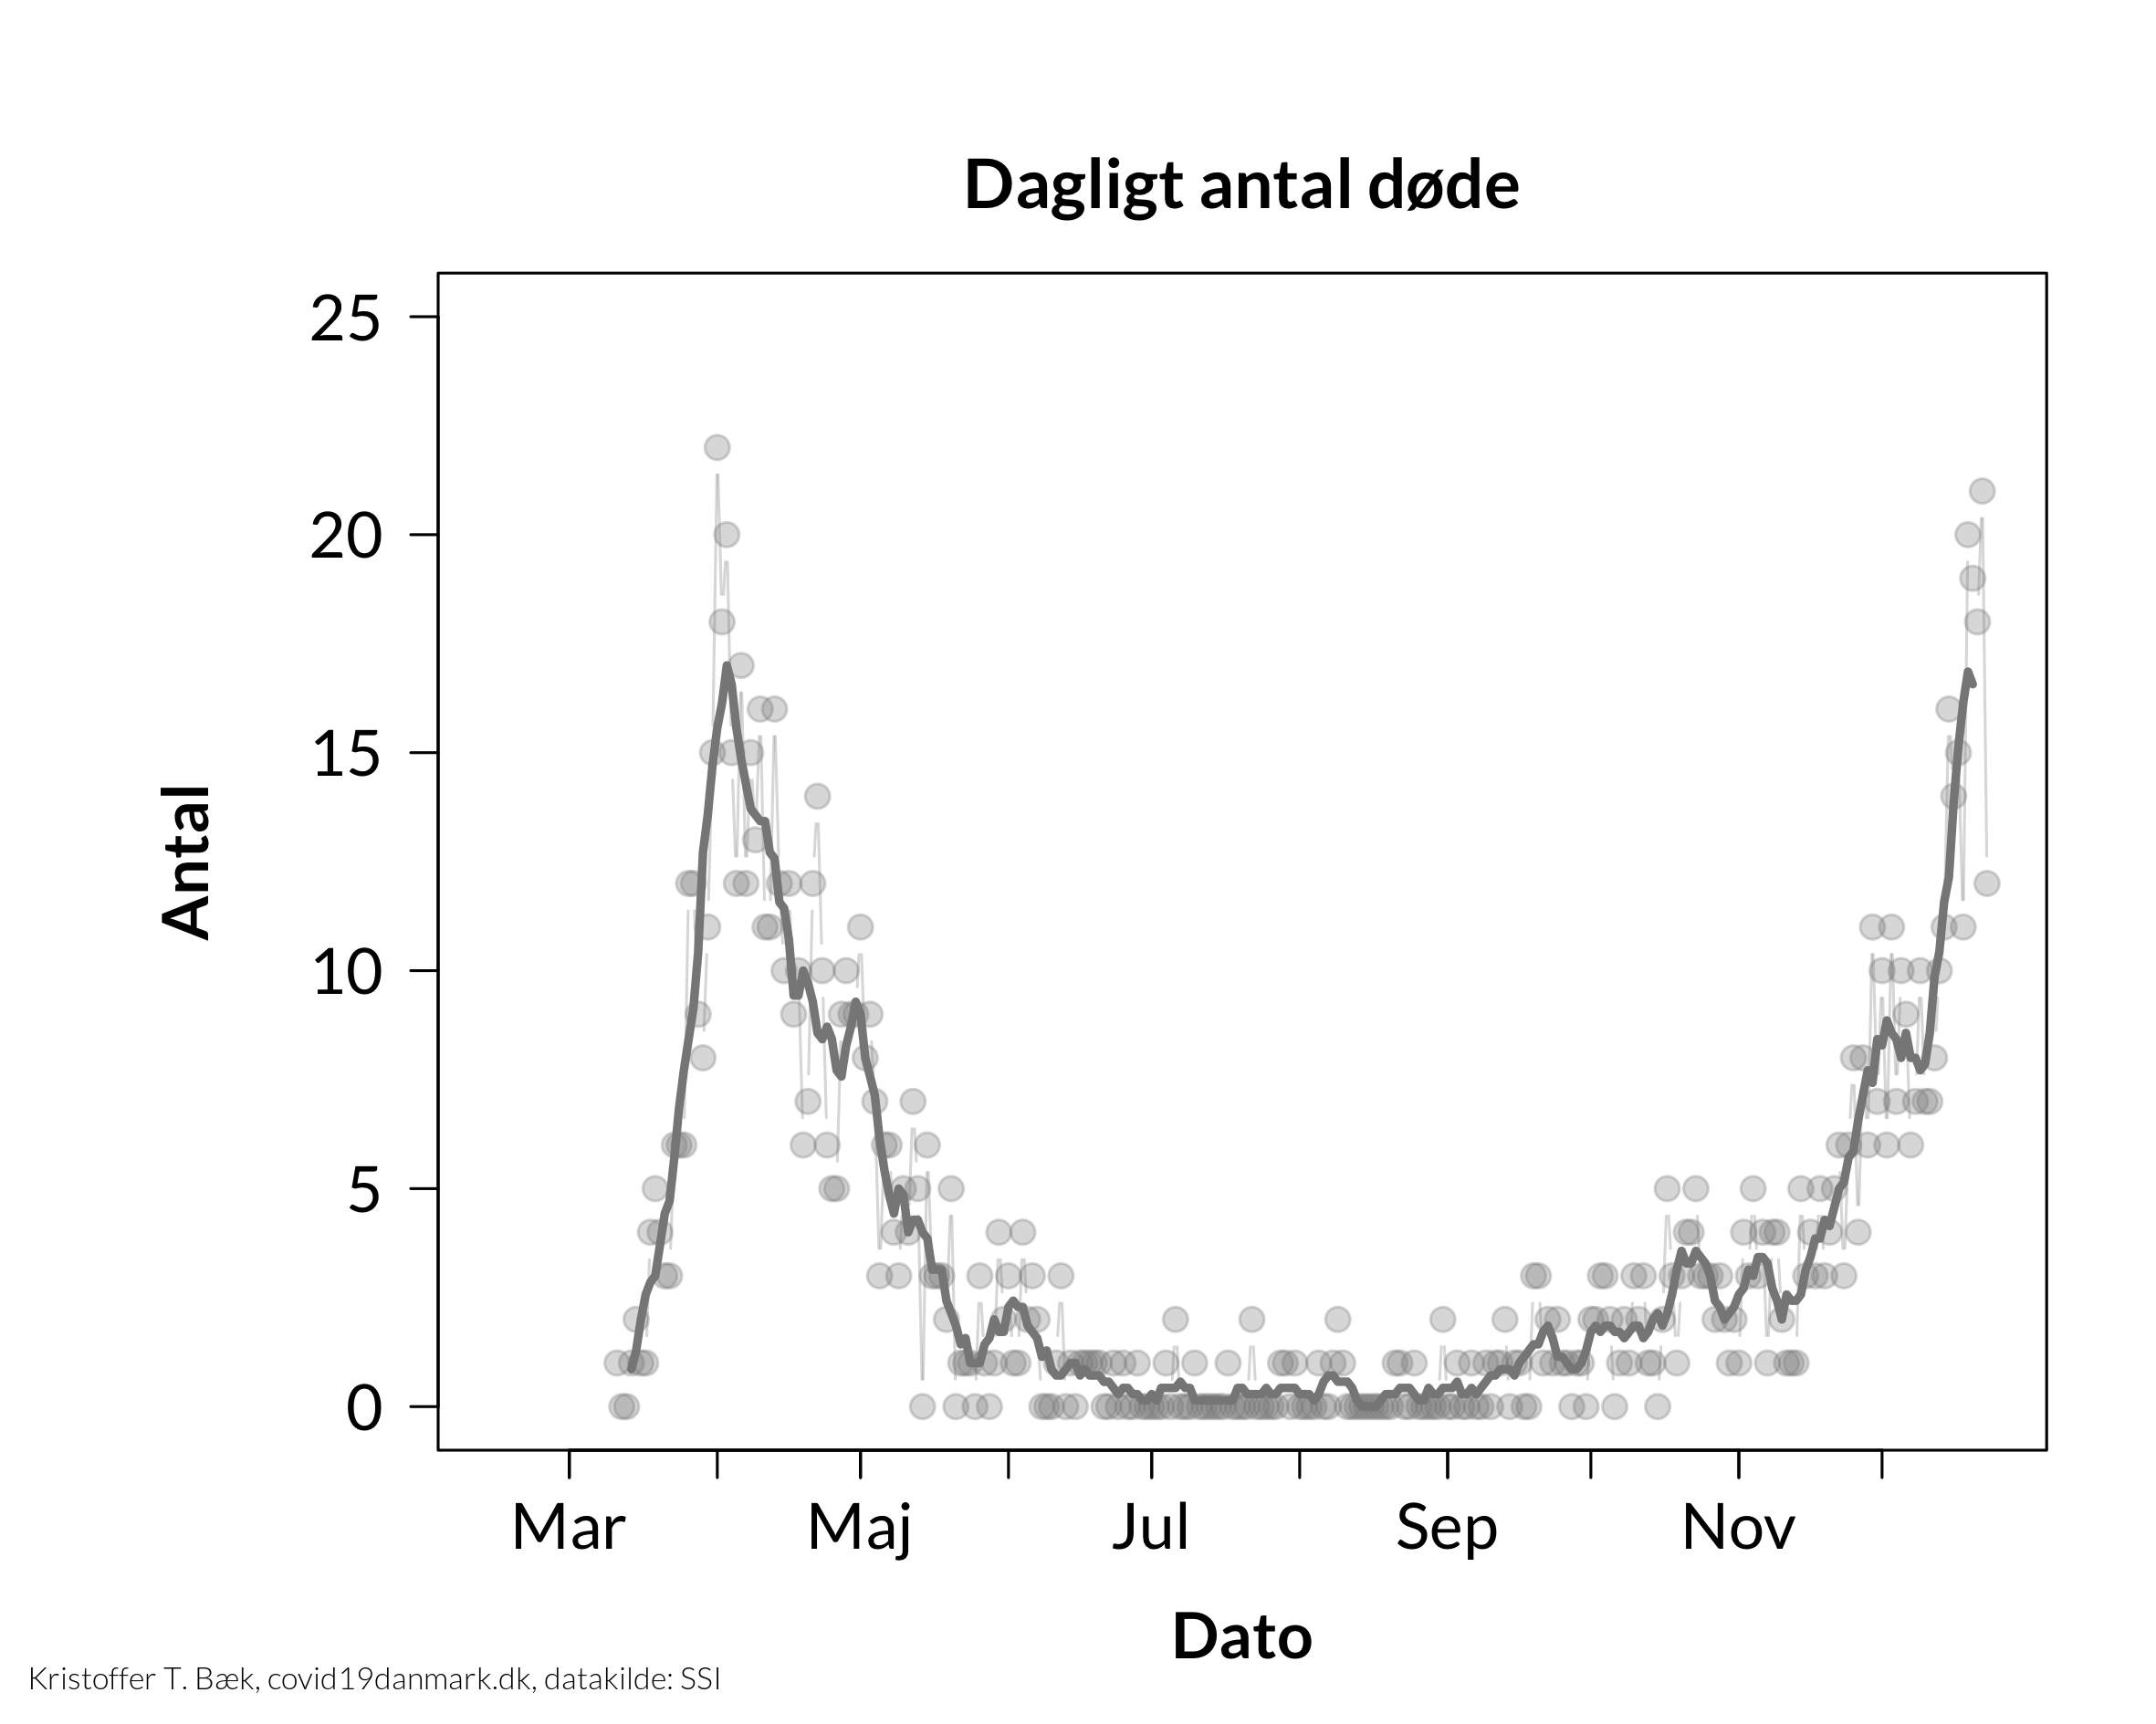 Dagligt antal døde
Antal
25
20
15
10
5
0
Mar Maj Jul Sep Nov
Dato
Kristoffer T. Bæk, covid19danmark.dk, datakilde: SSI